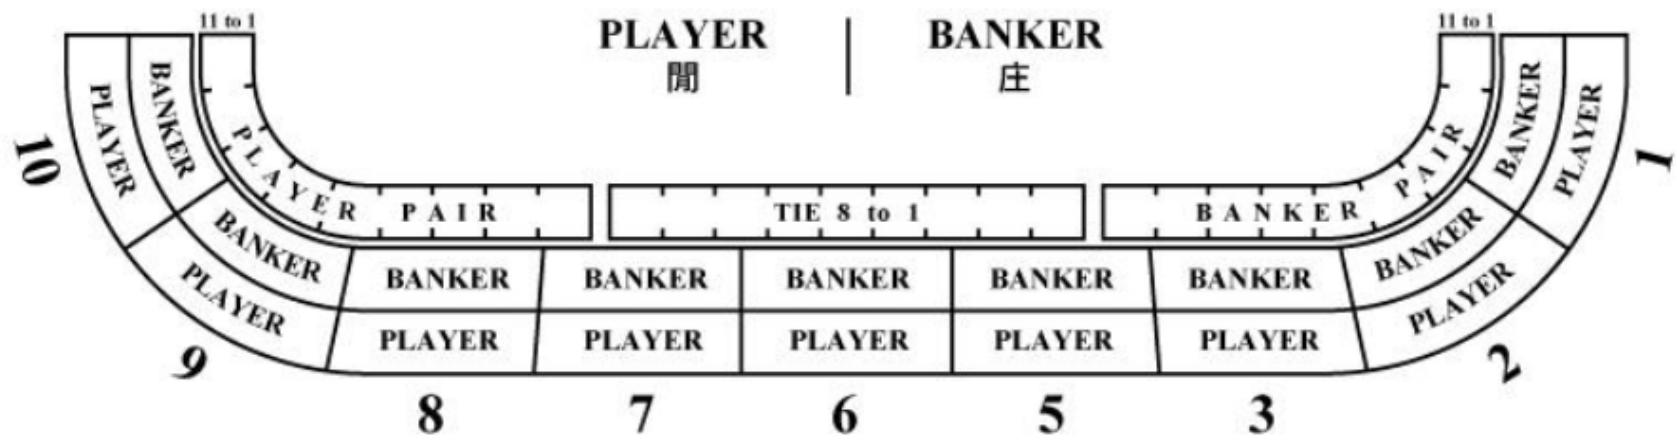 11 to 1
PLAYER | BANKER
閒 庄
11 to 1
PLAYER BANKER
BANKER PLAYER
PLAYER PAIR
TIE 8 to 1
BANKER PAIR
BANKER BANKER BANKER BANKER BANKER BANKER BANKER
PLAYER PLAYER PLAYER PLAYER PLAYER PLAYER PLAYER
10 9 8 7 6 5 3 2 1